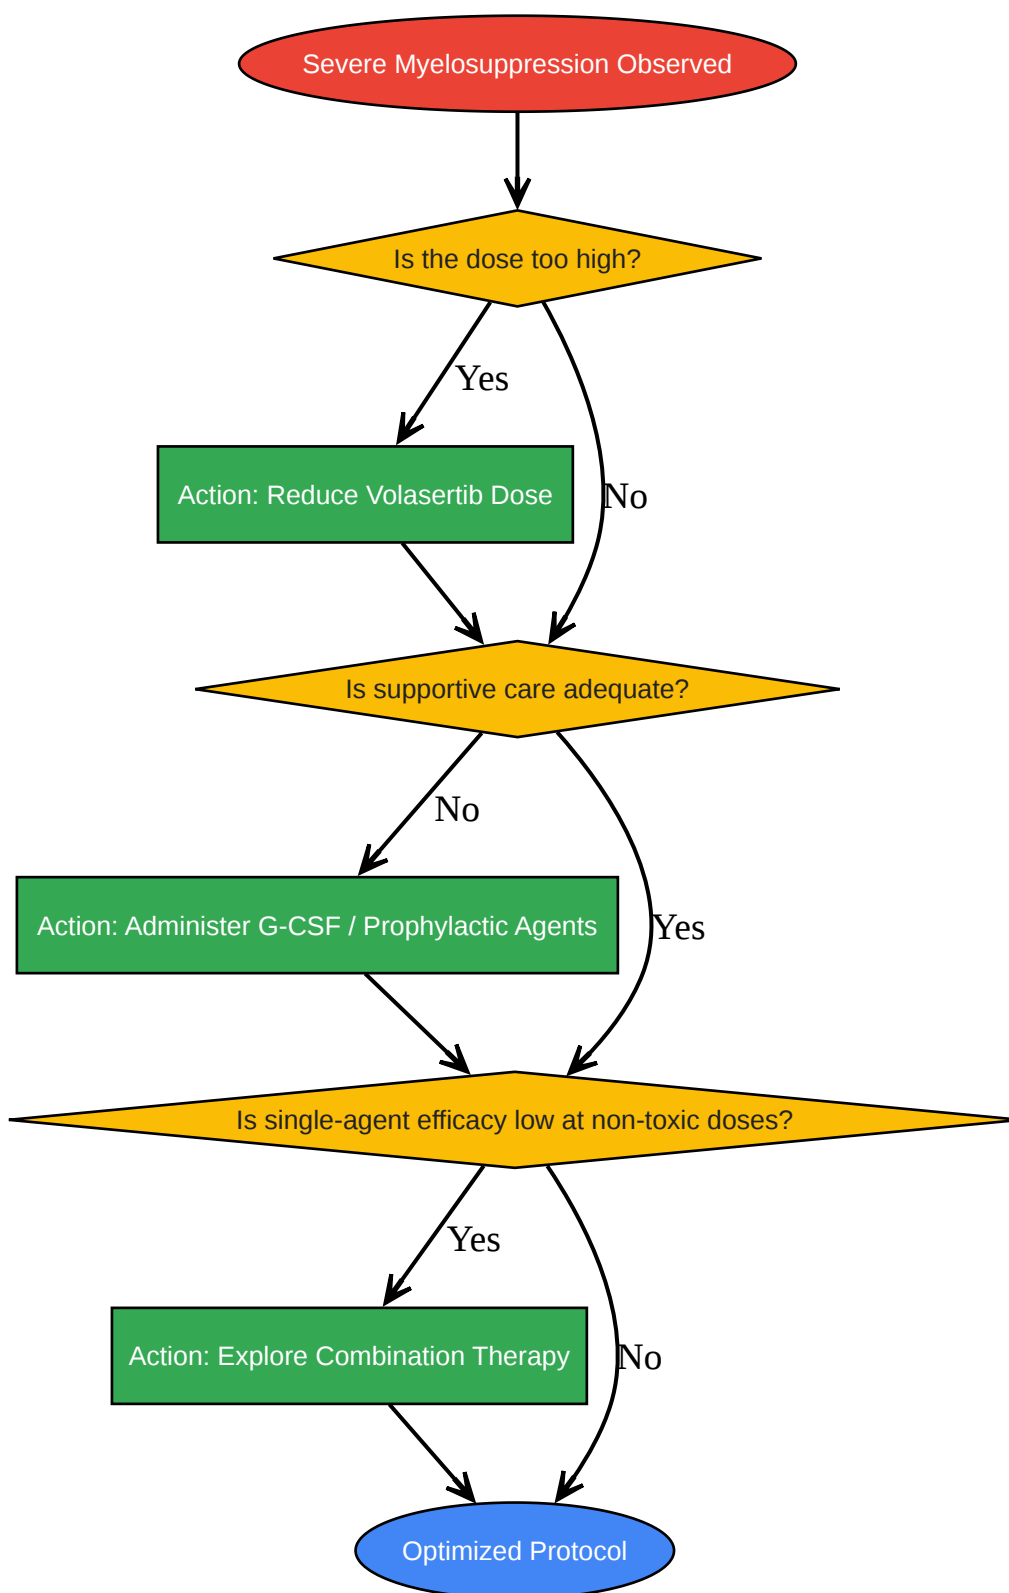 Severe Myelosuppression Observed
Is the dose too high?
Yes
Action: Reduce Volasertib Dose
No
Is supportive care adequate?
No
Action: Administer G-CSF / Prophylactic Agents
Yes
Is single-agent efficacy low at non-toxic doses?
Yes
Action: Explore Combination Therapy
No
Optimized Protocol